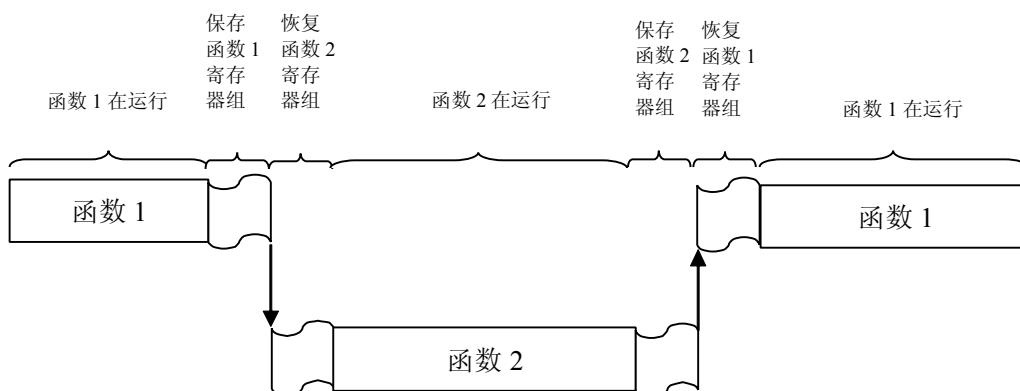 保存
函数 1
寄存
器组
恢复
函数 2
寄存
器组
保存
函数 2
寄存
器组
恢复
函数 1
寄存
器组
函数 1 在运行
函数 2 在运行
函数 1 在运行
函数 1
函数 1
函数 2